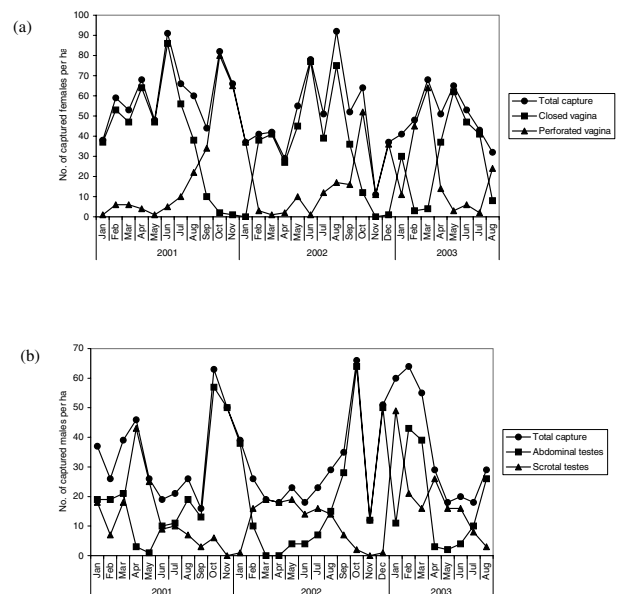 (a)
No. of captured females per ha
100
90
80
70
60
50
40
30
20
10
0
Jan Feb Mar Apr May Jun Jul Aug Sep Oct Nov Jan Feb Mar Apr May Jun Jul Aug Sep Oct Nov Dec Jan Feb Mar Apr May Jun Jul Aug
2001 2002 2003
Total capture
Closed vagina
Perforated vagina
(b)
No. of captured males per ha
70
60
50
40
30
20
10
0
Jan Feb Mar Apr May Jun Jul Aug Sep Oct Nov Jan Feb Mar Apr May Jun Jul Aug Sep Oct Nov Dec Jan Feb Mar Apr May Jun Jul Aug
2001 2002 2003
Total capture
Abdominal testes
Scrotal testes